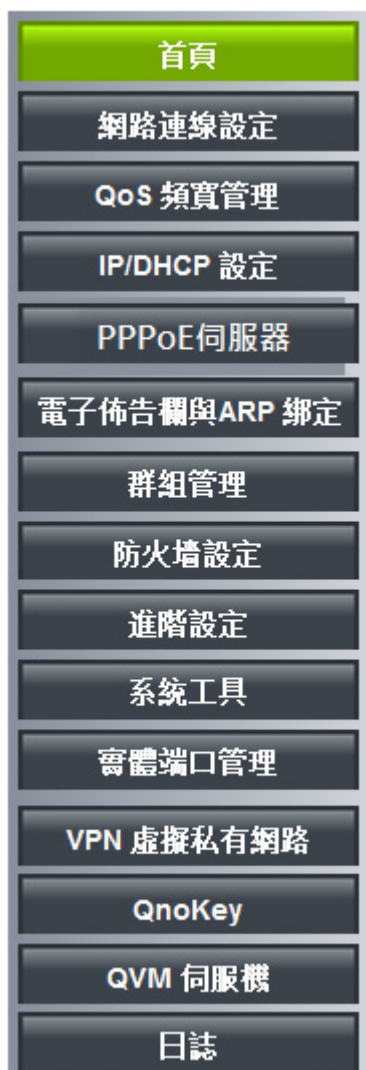 首頁
網路連線設定
QoS 頻寬管理
IP/DHCP 設定
PPPoE伺服器
電子佈告欄與ARP 綁定
群組管理
防火墻設定
進階設定
系統工具
實體端口管理
VPN 虛擬私有網路
QnoKey
QVM 伺服機
日誌